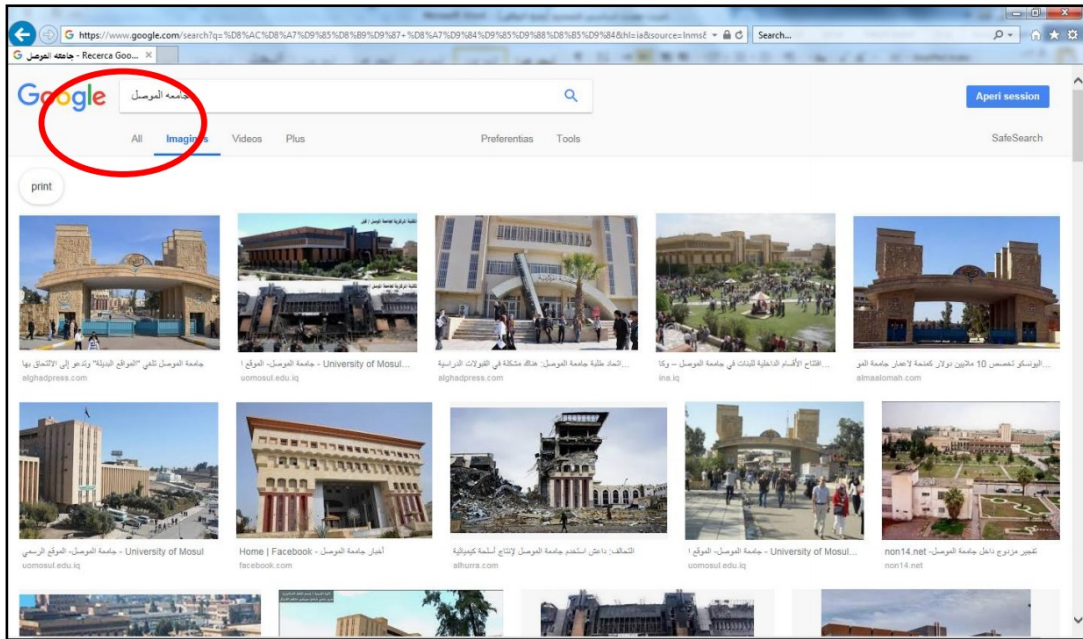 https://www.google.com/search?q=%D8%AC%D8%A7%D9%85%D8%B9%D9%87+%D8%A7%D9%84%D9%85%D9%88%D8%B5%D9%84&hl=ia&source=lnms&
Search...
جامعه الموصل - Recerca Goo...
Google
جامعه الموصل
Aperi session
All Imagines Videos Plus Preferentias Tools SafeSearch
print
جامعة الموصل تلغي "المواقع البديلة" وتدعو إلى الالتحاق بها
alghadpress.com
University of Mosul - جامعة الموصل- الموقع ا...
uomosul.edu.iq
اتحاد طلبة جامعة الموصل: هناك مشكلة في القبولات الدراسية...
alghadpress.com
افتتاح الأقسام الداخلية للبنات في جامعة الموصل – وكا...
ina.iq
اليونسكو تخصص 10 ملايين دولار كمنحة لاعمار جامعة المو...
almaalomah.com
University of Mosul - جامعة الموصل- الموقع الرسمي
uomosul.edu.iq
أخبار جامعة الموصل - Home | Facebook
facebook.com
التحالف: داعش استخدم جامعة الموصل لإنتاج أسلحة كيميائية
alhurra.com
University of Mosul - جامعة الموصل- الموقع ا...
uomosul.edu.iq
تفجير مزدوج داخل جامعة الموصل- non14.net
non14.net